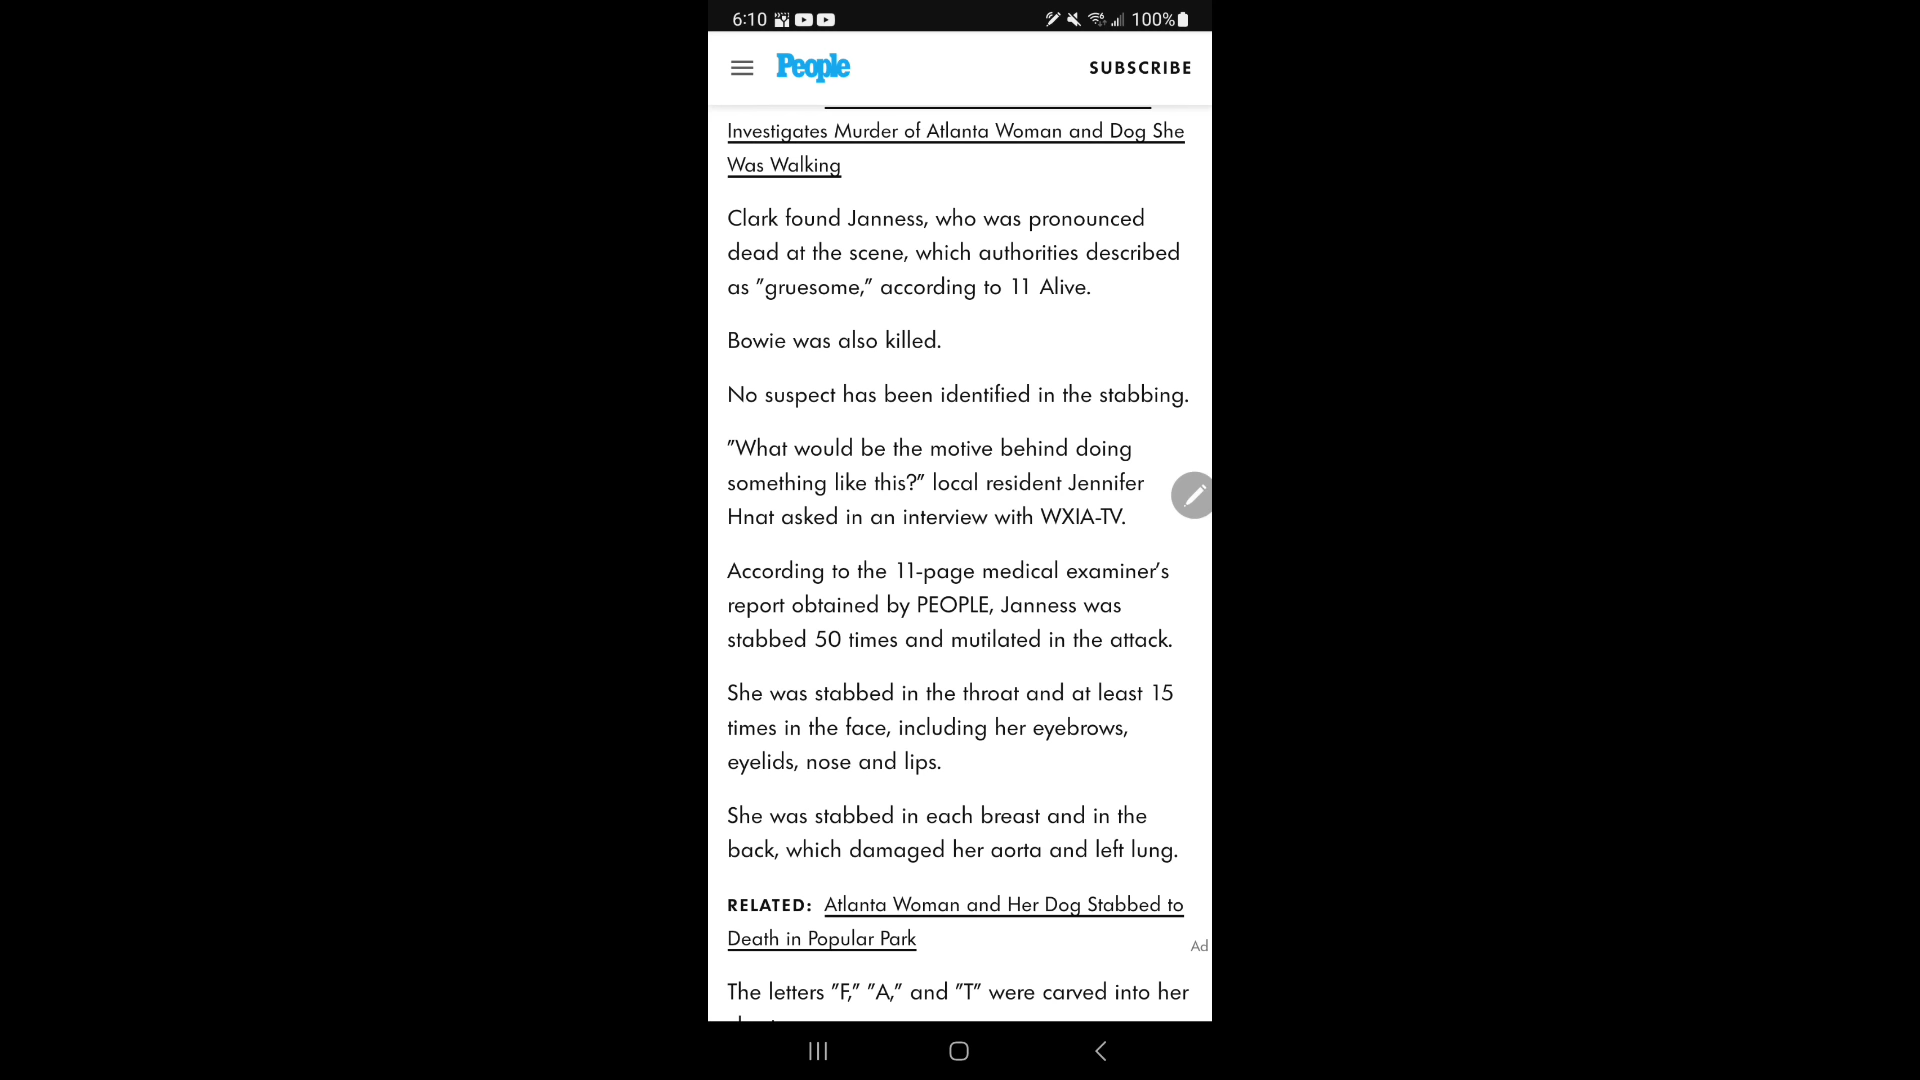 6:10
100%
People
SUBSCRIBE
Investigates Murder of Atlanta Woman and Dog She
Was Walking
Clark found Janness, who was pronounced
dead at the scene, which authorities described
as "gruesome," according to 11 Alive.
Bowie was also killed.
No suspect has been identified in the stabbing.
"What would be the motive behind doing
something like this?" local resident Jennifer
Hnat asked in an interview with WXIA-TV.
According to the 11-page medical examiner's
report obtained by PEOPLE, Janness was
stabbed 50 times and mutilated in the attack.
She was stabbed in the throat and at least 15
times in the face, including her eyebrows,
eyelids, nose and lips.
She was stabbed in each breast and in the
back, which damaged her aorta and left lung.
RELATED: Atlanta Woman and Her Dog Stabbed to
Death in Popular Park
Ad
The letters "F," "A," and "T" were carved into her